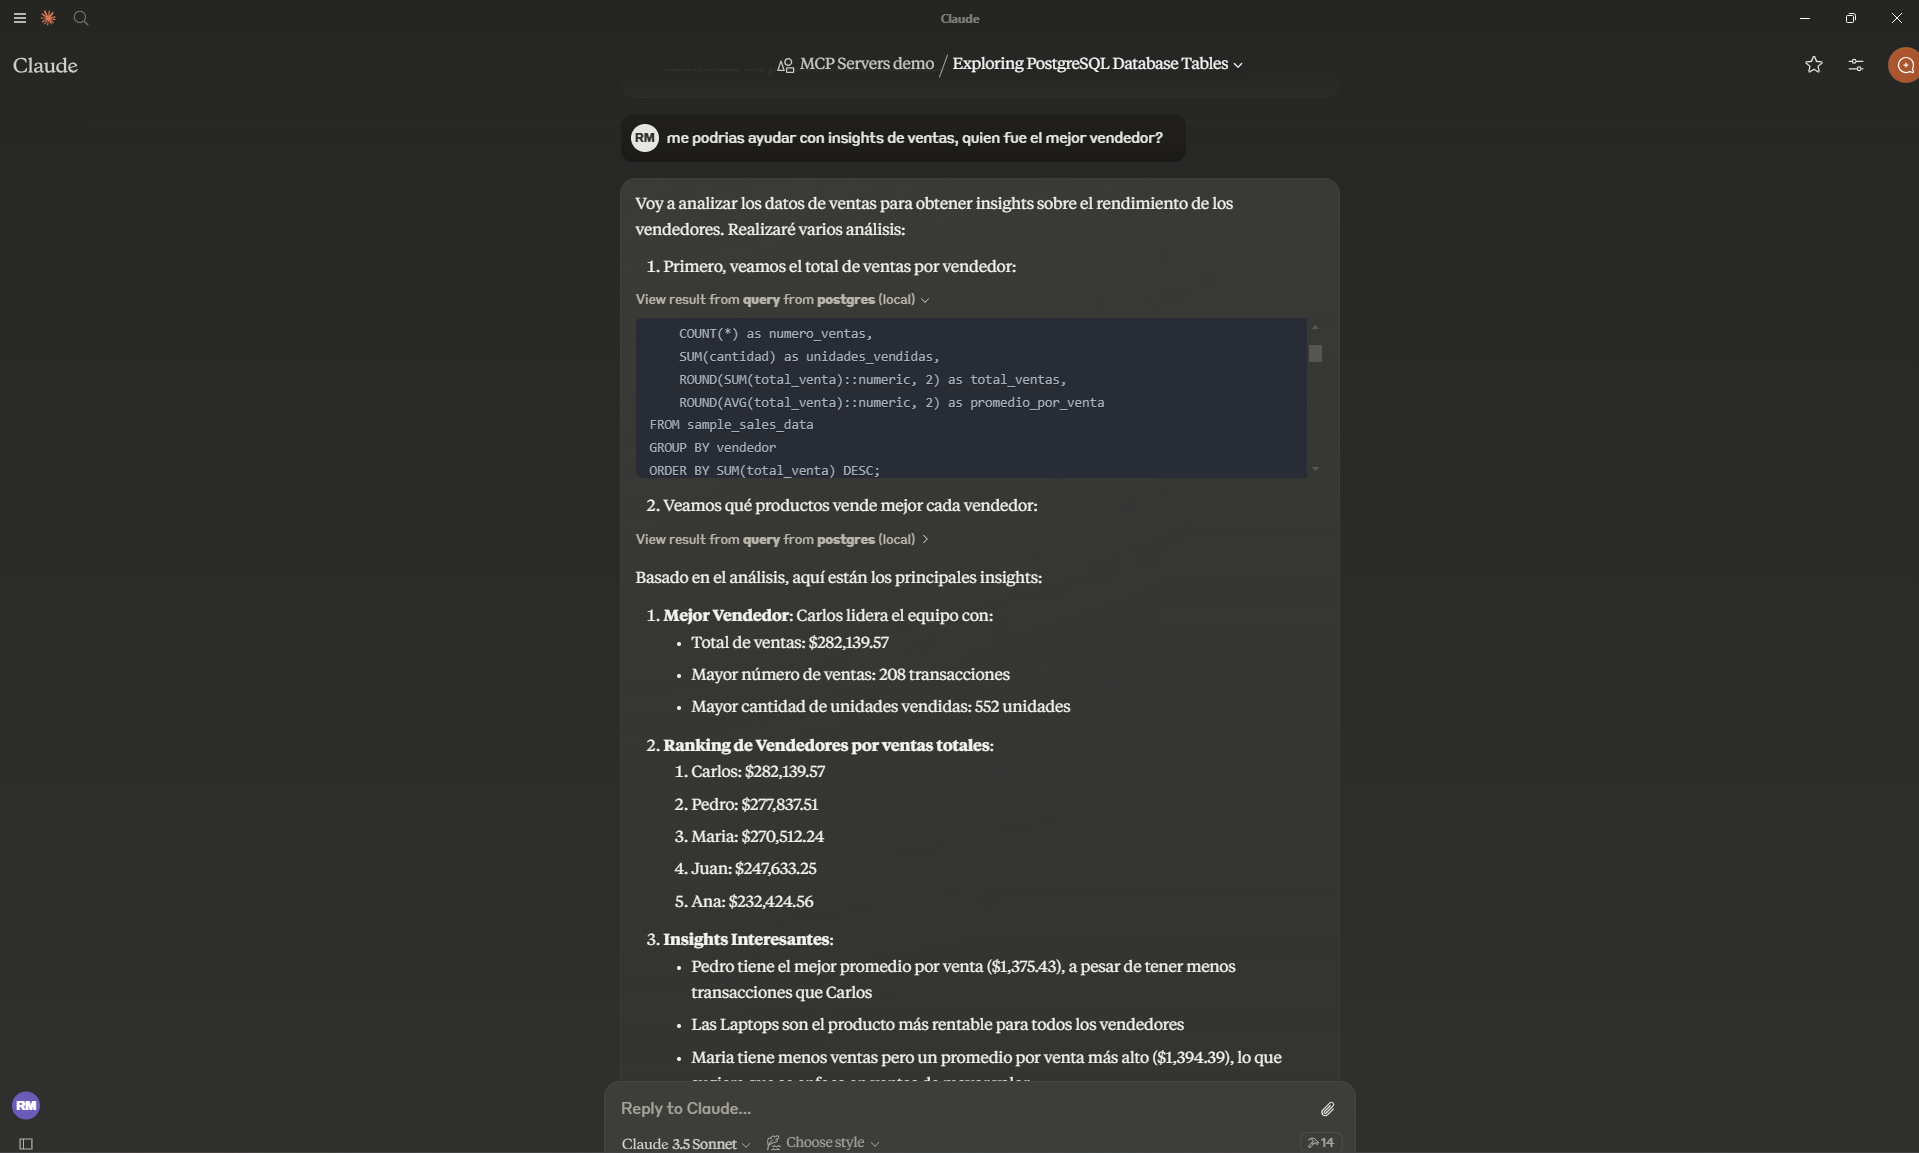 Claude
Claude
MCP Servers demo / Exploring PostgreSQL Database Tables
RM me podrias ayudar con insights de ventas, quien fue el mejor vendedor?
Voy a analizar los datos de ventas para obtener insights sobre el rendimiento de los
vendedores. Realizaré varios análisis:
1. Primero, veamos el total de ventas por vendedor:
View result from query from postgres (local)
COUNT(*) as numero_ventas,
SUM(cantidad) as unidades_vendidas,
ROUND(SUM(total_venta)::numeric, 2) as total_ventas,
ROUND(AVG(total_venta)::numeric, 2) as promedio_por_venta
FROM sample_sales_data
GROUP BY vendedor
ORDER BY SUM(total_venta) DESC;
2. Veamos qué productos vende mejor cada vendedor:
View result from query from postgres (local)
Basado en el análisis, aquí están los principales insights:
1. Mejor Vendedor: Carlos lidera el equipo con:
• Total de ventas: $282,139.57
• Mayor número de ventas: 208 transacciones
• Mayor cantidad de unidades vendidas: 552 unidades
2. Ranking de Vendedores por ventas totales:
1. Carlos: $282,139.57
2. Pedro: $277,837.51
3. Maria: $270,512.24
4. Juan: $247,633.25
5. Ana: $232,424.56
3. Insights Interesantes:
• Pedro tiene el mejor promedio por venta ($1,375.43), a pesar de tener menos
transacciones que Carlos
• Las Laptops son el producto más rentable para todos los vendedores
• Maria tiene menos ventas pero un promedio por venta más alto ($1,394.39), lo que
RM
Reply to Claude...
Claude 3.5 Sonnet
Choose style
14